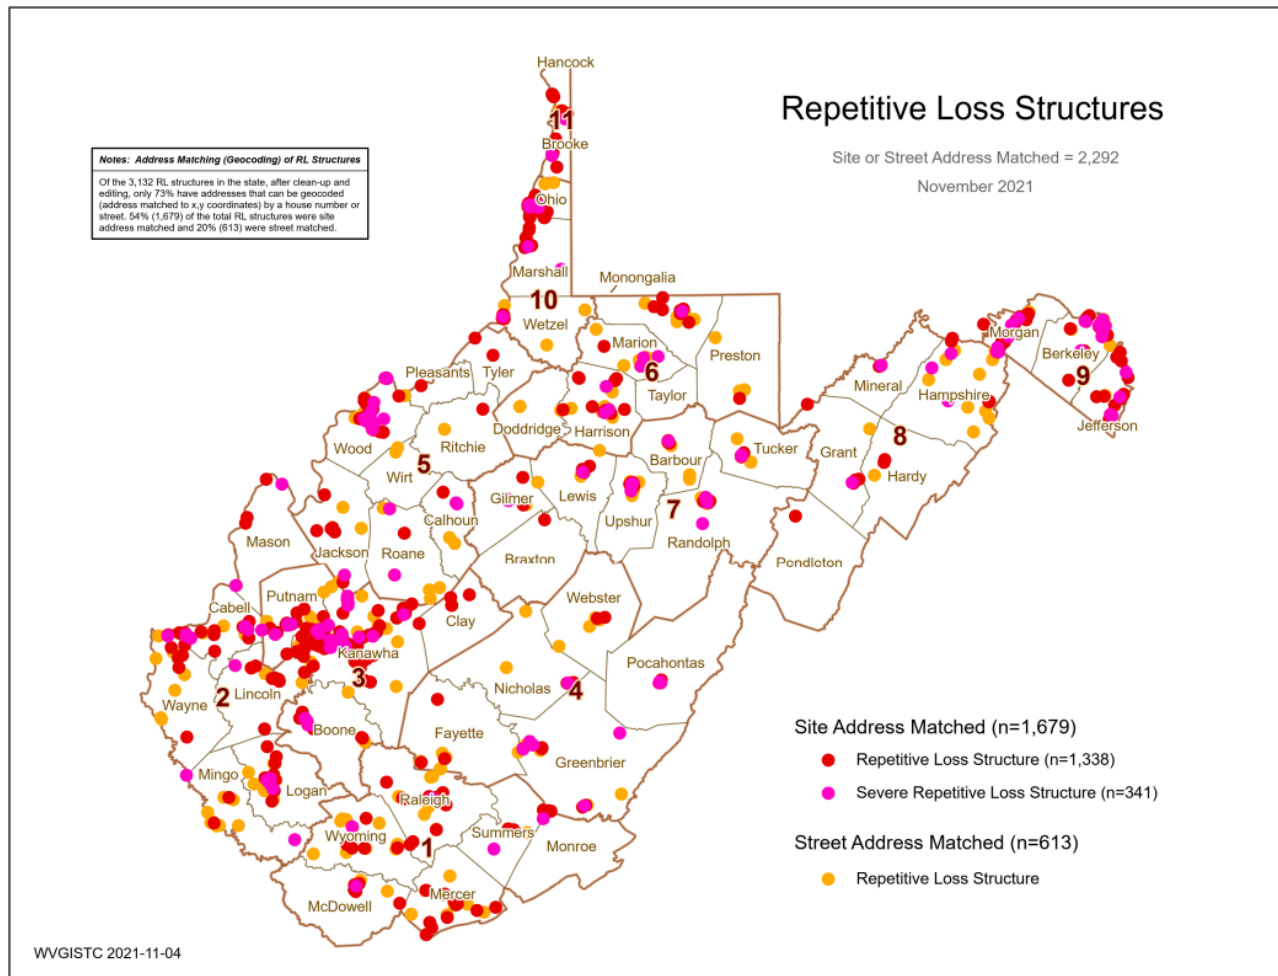 Repetitive Loss Structures
Site or Street Address Matched = 2,292
November 2021
Notes:  Address Matching (Geocoding) of RL Structures
Of the 3,132 RL structures in the state, after clean-up and
editing, only 73% have addresses that can be geocoded
(address matched to x,y coordinates) by a house number or
street. 54% (1,679) of the total RL structures were site
address matched and 20% (613) were street matched.
Hancock
11
Brooke
Ohio
Marshall
Monongalia
10
Wetzel
Marion
Preston
Morgan
Berkeley
9
Jefferson
Pleasants
Tyler
6
Taylor
Mineral
Hampshire
Doddridge
Harrison
Wood
Ritchie
Barbour
Tucker
Grant
8
Hardy
5
Wirt
Gilmer
Lewis
Upshur
7
Randolph
Calhoun
Mason
Jackson
Roane
Braxton
Pendleton
Cabell
Putnam
Clay
Webster
Kanawha
3
Pocahontas
Wayne
2
Lincoln
Nicholas
4
Boone
Fayette
Greenbrier
Mingo
Logan
Raleigh
Wyoming
1
Summers
Monroe
McDowell
Mercer
Site Address Matched (n=1,679)
Repetitive Loss Structure (n=1,338)
Severe Repetitive Loss Structure (n=341)
Street Address Matched (n=613)
Repetitive Loss Structure
WVGISTC 2021-11-04